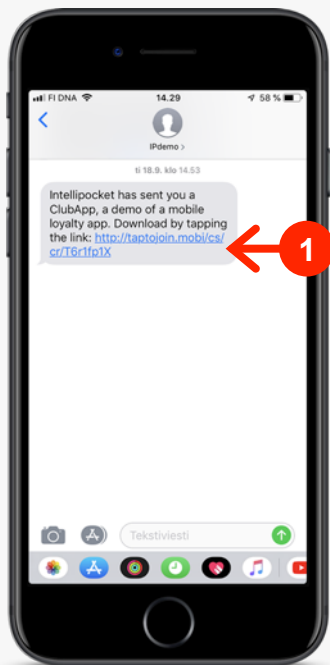 FI DNA 14.29 58 %
IPdemo >
ti 18.9. klo 14.53
Intellipocket has sent you a
ClubApp, a demo of a mobile
loyalty app. Download by tapping
the link: http://taptojoin.mobi/cs/
cr/T6r1fp1X
1
Tekstiviesti